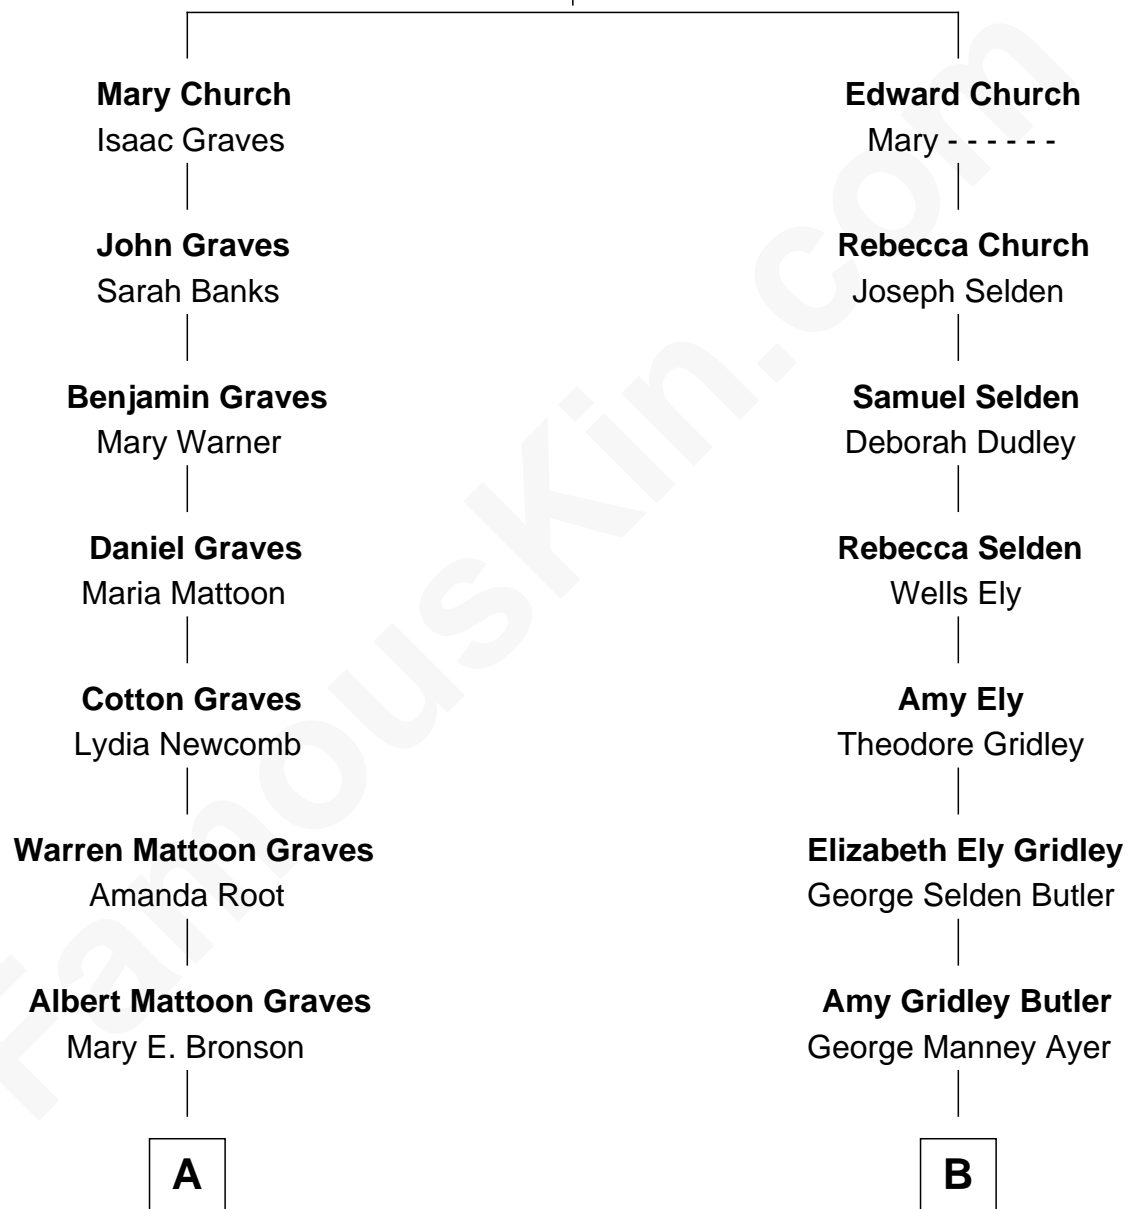 Mary Church
Isaac Graves
John Graves
Sarah Banks
Benjamin Graves
Mary Warner
Daniel Graves
Maria Mattoon
Cotton Graves
Lydia Newcomb
Warren Mattoon Graves
Amanda Root
Albert Mattoon Graves
Mary E. Bronson
A
Edward Church
Mary - - - - - -
Rebecca Church
Joseph Selden
Samuel Selden
Deborah Dudley
Rebecca Selden
Wells Ely
Amy Ely
Theodore Gridley
Elizabeth Ely Gridley
George Selden Butler
Amy Gridley Butler
George Manney Ayer
B
FamousKin.com